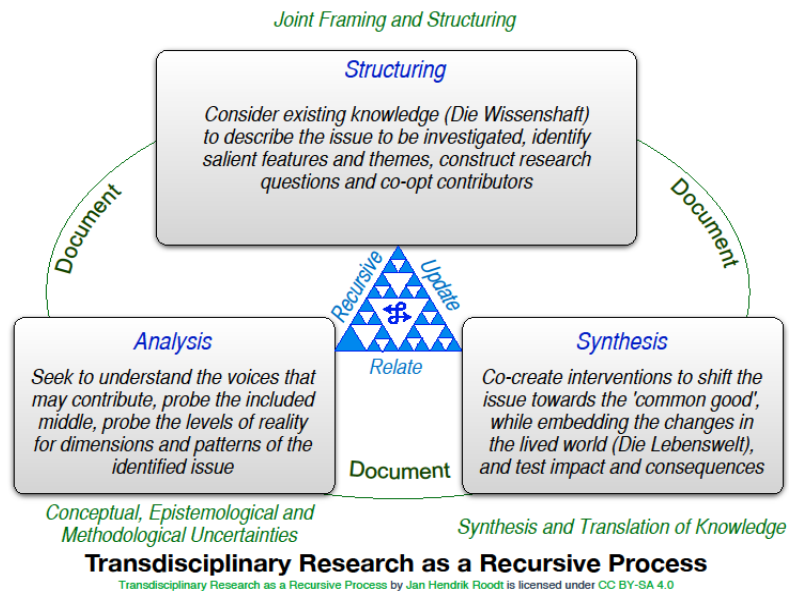 Joint Framing and Structuring
Structuring
Consider existing knowledge (Die Wissenshaft)
to describe the issue to be investigated, identify
salient features and themes, construct research
questions and co-opt contributors
Document
Document
Recursive
Update
Relate
Analysis
Seek to understand the voices that
may contribute, probe the included
middle, probe the levels of reality
for dimensions and patterns of the
identified issue
Synthesis
Co-create interventions to shift the
issue towards the 'common good',
while embedding the changes in
the lived world (Die Lebenswelt),
and test impact and consequences
Document
Conceptual, Epistemological and
Methodological Uncertainties
Synthesis and Translation of Knowledge
Transdisciplinary Research as a Recursive Process
Transdisciplinary Research as a Recursive Process by Jan Hendrik Roodt is licensed under CC BY-SA 4.0